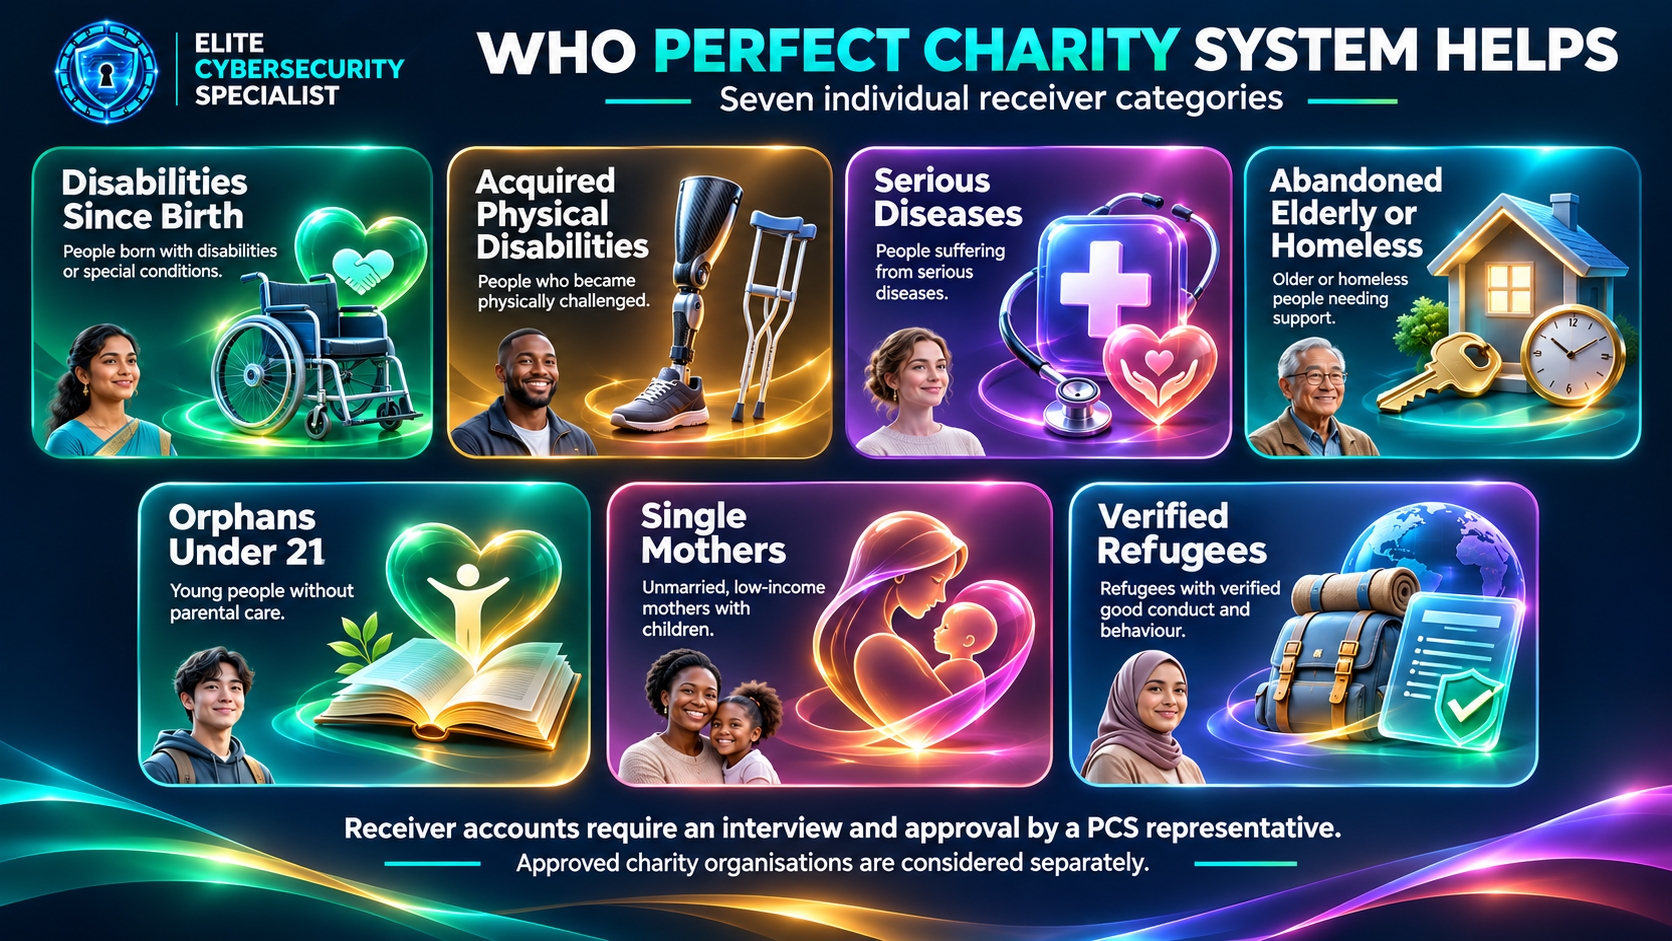 ELITE
CYBERSECURITY
SPECIALIST
WHO PERFECT CHARITY SYSTEM HELPS
Seven individual receiver categories
Disabilities
Since Birth
People born with disabilities
or special conditions.
Acquired
Physical
Disabilities
People who became
physically challenged.
Serious
Diseases
People suffering
from serious
diseases.
Abandoned
Elderly or
Homeless
Older or homeless
people needing
support.
12
3
6
9
Orphans
Under 21
Young people without
parental care.
Single
Mothers
Unmarried, low-income
mothers with
children.
Verified
Refugees
Refugees with verified
good conduct and
behaviour.
Receiver accounts require an interview and approval by a PCS representative.
Approved charity organisations are considered separately.